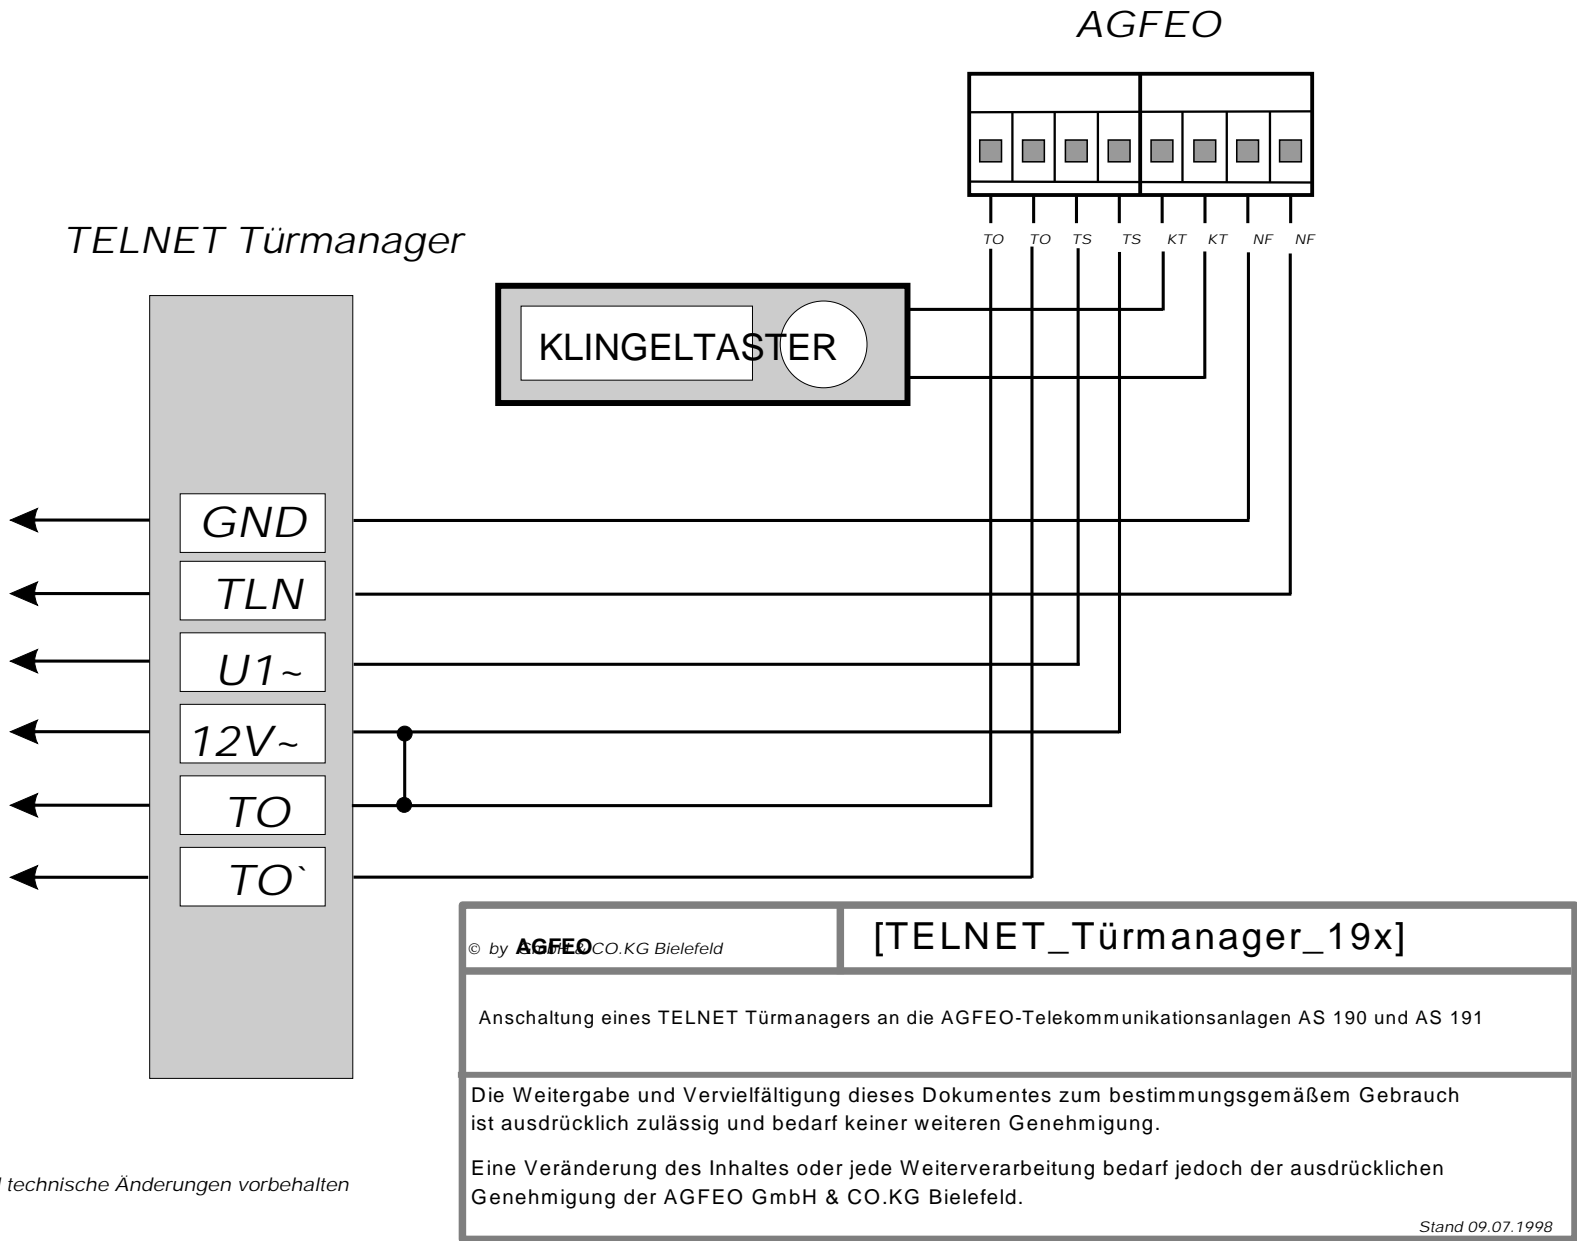 AGFEO
TO TO TS TS KT KT NF NF
TELNET Türmanager
KLINGELTASTER
GND
TLN
U1~
12V~
TO
TO`
© by AGFEO GmbH & CO.KG Bielefeld
[TELNET_Türmanager_19x]
Anschaltung eines TELNET Türmanagers an die AGFEO-Telekommunikationsanlagen AS 190 und AS 191
Die Weitergabe und Vervielfältigung dieses Dokumentes zum bestimmungsgemäßem Gebrauch
ist ausdrücklich zulässig und bedarf keiner weiteren Genehmigung.
Eine Veränderung des Inhaltes oder jede Weiterverarbeitung bedarf jedoch der ausdrücklichen
Genehmigung der AGFEO GmbH & CO.KG Bielefeld.
technische Änderungen vorbehalten
Stand 09.07.1998